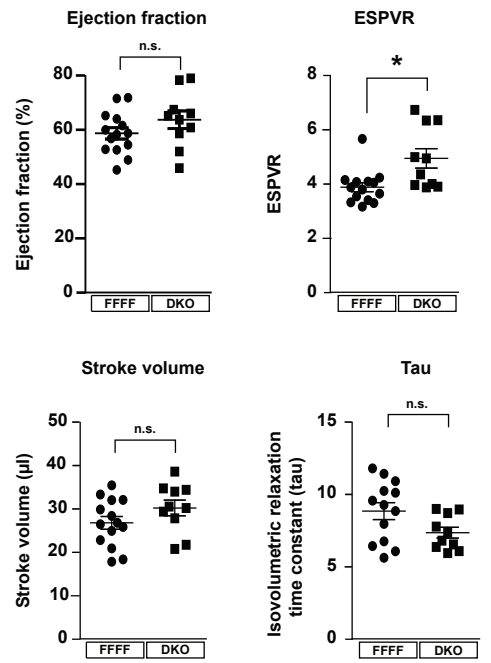 Ejection fraction
n.s.
Ejection fraction (%)
80
60
40
20
0
FFFF
DKO
ESPVR
*
ESPVR
8
6
4
2
0
FFFF
DKO
Stroke volume
n.s.
Stroke volume (µl)
50
40
30
20
10
0
FFFF
DKO
Tau
n.s.
Isovolumetric relaxation
time constant (tau)
15
10
5
0
FFFF
DKO